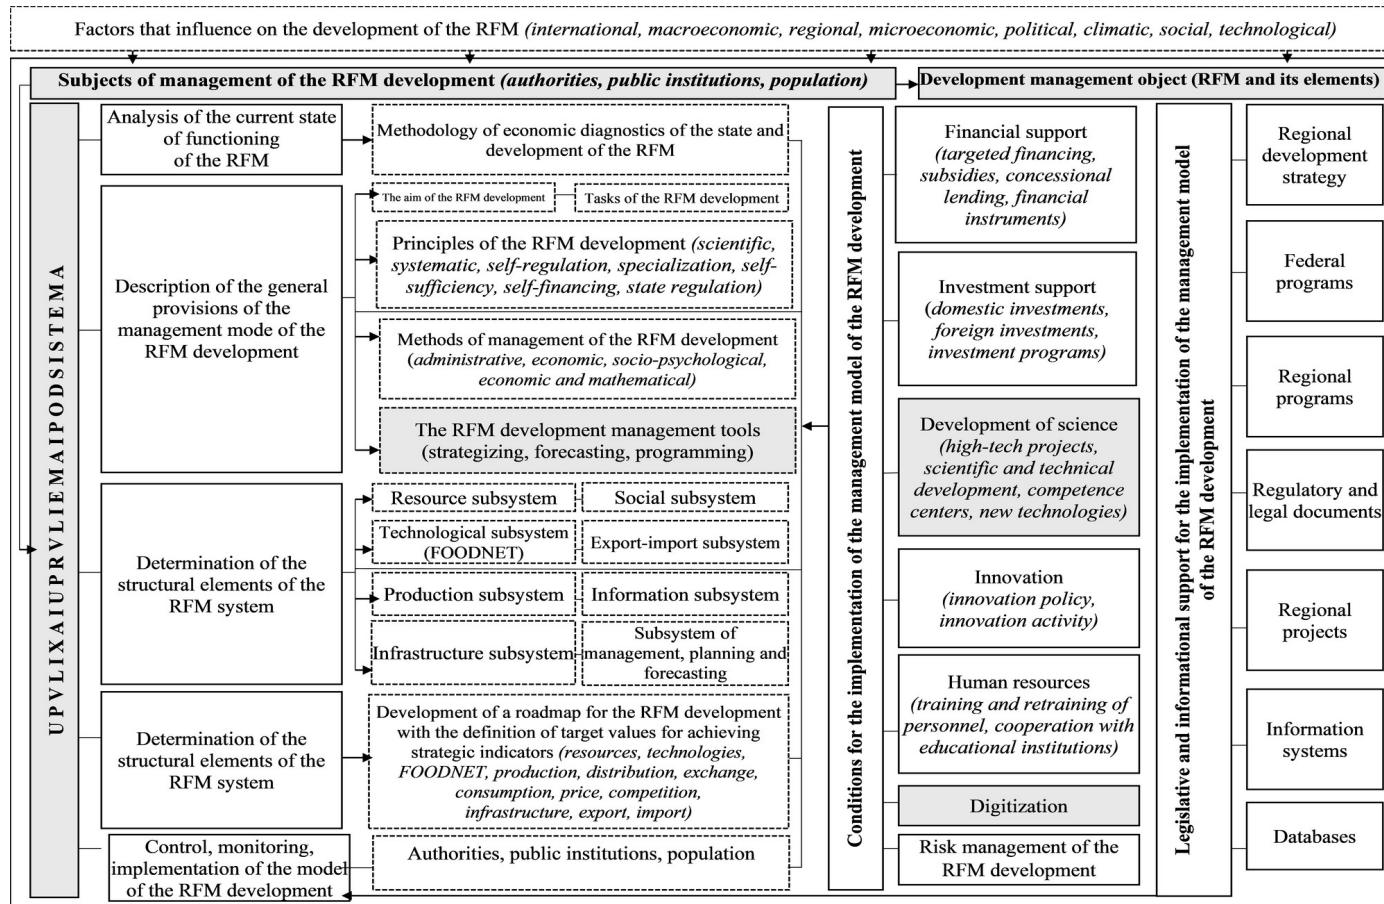 Factors that influence on the development of the RFM (international, macroeconomic, regional, microeconomic, political, climatic, social, technological)
Subjects of management of the RFM development (authorities, public institutions, population)
Development management object (RFM and its elements)
UPVLIXAIUPRVLIEMAIPODSISTEMA
Analysis of the current state
of functioning
of the RFM
Methodology of economic diagnostics of the state and
development of the RFM
Description of the general
provisions of the
management mode of the
RFM development
The aim of the RFM development
Tasks of the RFM development
Principles of the RFM development (scientific,
systematic, self-regulation, specialization, self-
sufficiency, self-financing, state regulation)
Methods of management of the RFM development
(administrative, economic, socio-psychological,
economic and mathematical)
The RFM development management tools
(strategizing, forecasting, programming)
Determination of the
structural elements of the
RFM system
Resource subsystem
Social subsystem
Technological subsystem
(FOODNET)
Export-import subsystem
Production subsystem
Information subsystem
Infrastructure subsystem
Subsystem of
management, planning and
forecasting
Determination of the
structural elements of the
RFM system
Development of a roadmap for the RFM development
with the definition of target values for achieving
strategic indicators (resources, technologies,
FOODNET, production, distribution, exchange,
consumption, price, competition,
infrastructure, export, import)
Control, monitoring,
implementation of the model
of the RFM development
Authorities, public institutions, population
Conditions for the implementation of the management model of the RFM development
Financial support
(targeted financing,
subsidies, concessional
lending, financial
instruments)
Investment support
(domestic investments,
foreign investments,
investment programs)
Development of science
(high-tech projects,
scientific and technical
development, competence
centers, new technologies)
Innovation
(innovation policy,
innovation activity)
Human resources
(training and retraining of
personnel, cooperation with
educational institutions)
Digitization
Risk management of the
RFM development
Legislative and informational support for the implementation of the management model
of the RFM development
Regional
development
strategy
Federal
programs
Regional
programs
Regulatory and
legal documents
Regional
projects
Information
systems
Databases